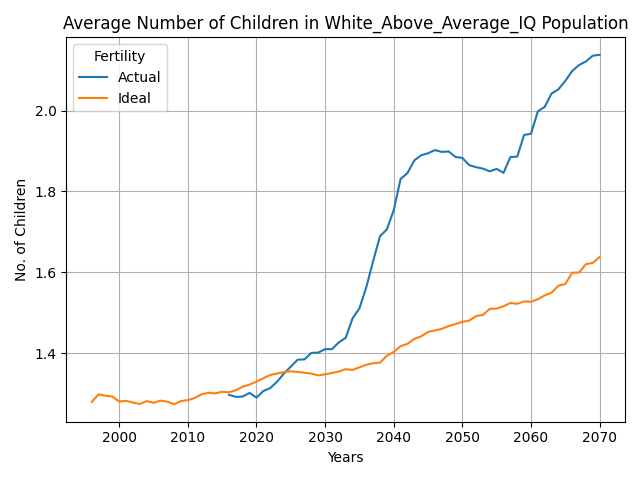 Average Number of Children in White_Above_Average_IQ Population
Fertility
Actual
Ideal
No. of Children
2.0
1.8
1.6
1.4
2000 2010 2020 2030 2040 2050 2060 2070
Years